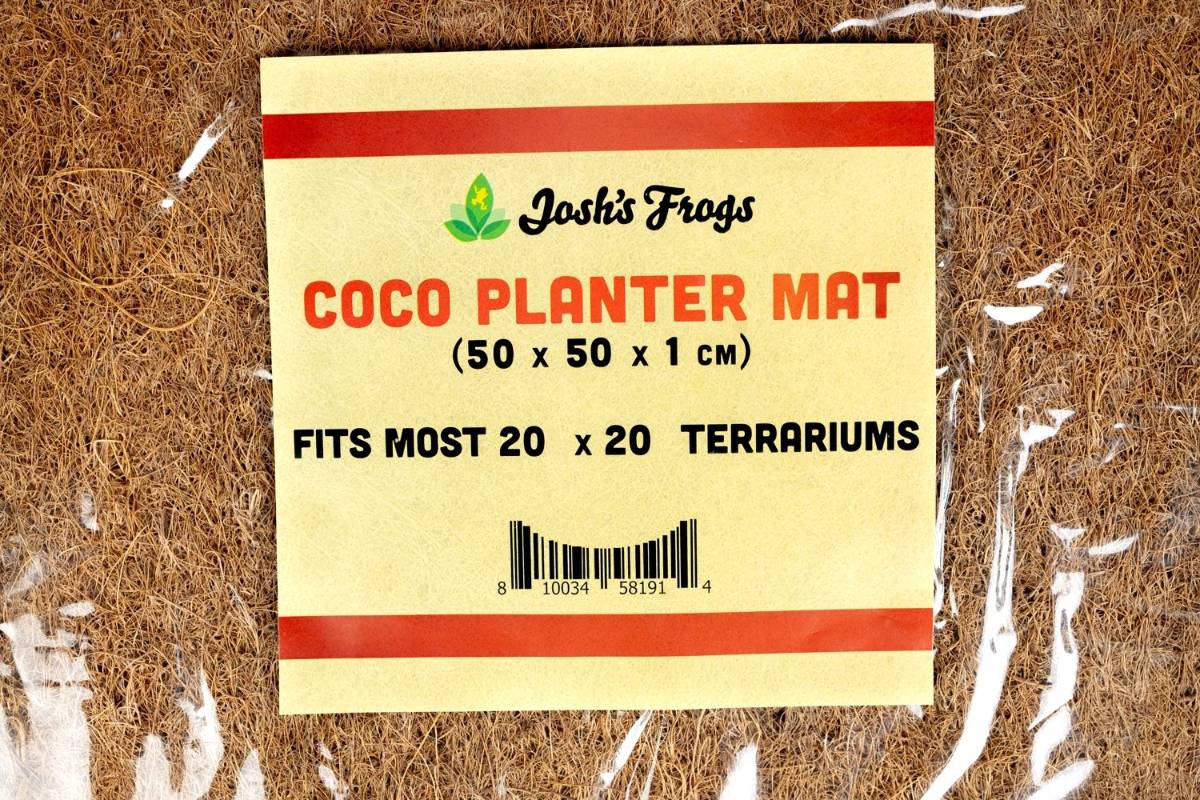 Josh's Frogs
COCO PLANTER MAT
(50 x 50 x 1 CM)
FITS MOST 20 x 20 TERRARIUMS
8 10034 58191 4